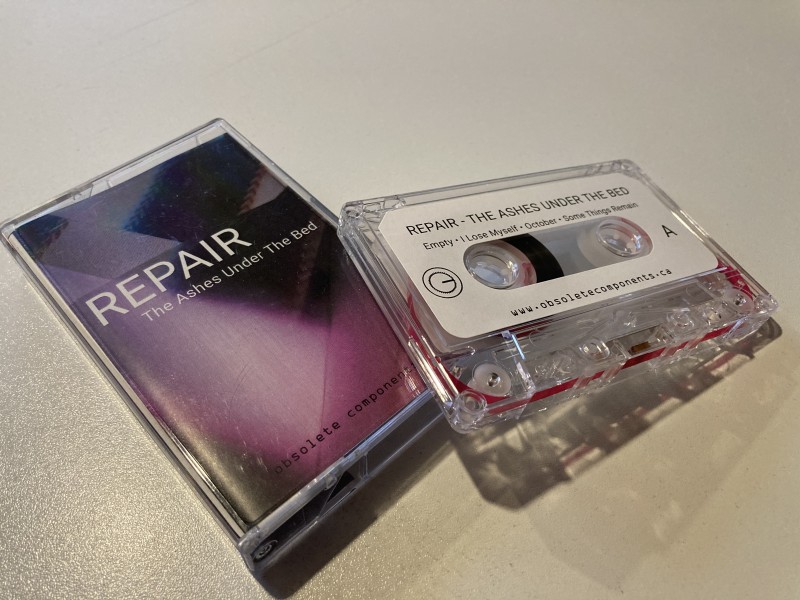 REPAIR
The Ashes Under The Bed
obsolete components
REPAIR - THE ASHES UNDER THE BED
Empty • I Lose Myself • October • Some Things Remain
A
www.obsoletecomponents.ca